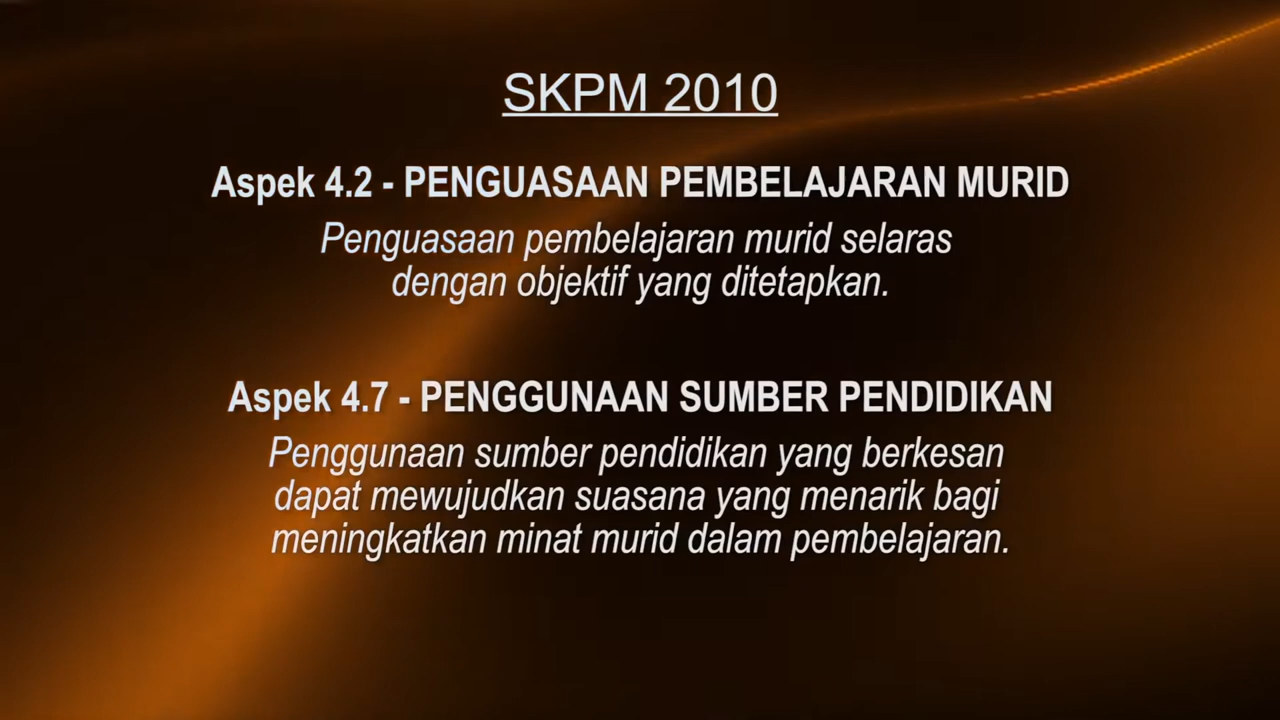 SKPM 2010
Aspek 4.2 - PENGUASAAN PEMBELAJARAN MURID
Penguasaan pembelajaran murid selaras
dengan objektif yang ditetapkan.
Aspek 4.7 - PENGGUNAAN SUMBER PENDIDIKAN
Penggunaan sumber pendidikan yang berkesan
dapat mewujudkan suasana yang menarik bagi
meningkatkan minat murid dalam pembelajaran.